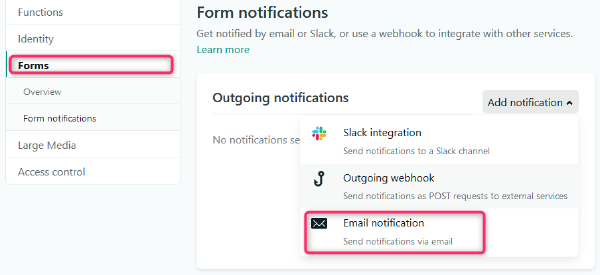 Functions
Identity
Forms
Overview
Form notifications
Large Media
Access control
Form notifications
Get notified by email or Slack, or use a webhook to integrate with other services.
Learn more
Outgoing notifications
Add notification
No notifications se
Slack integration
Send notifications to a Slack channel
Outgoing webhook
Send notifications as POST requests to external services
Email notification
Send notifications via email